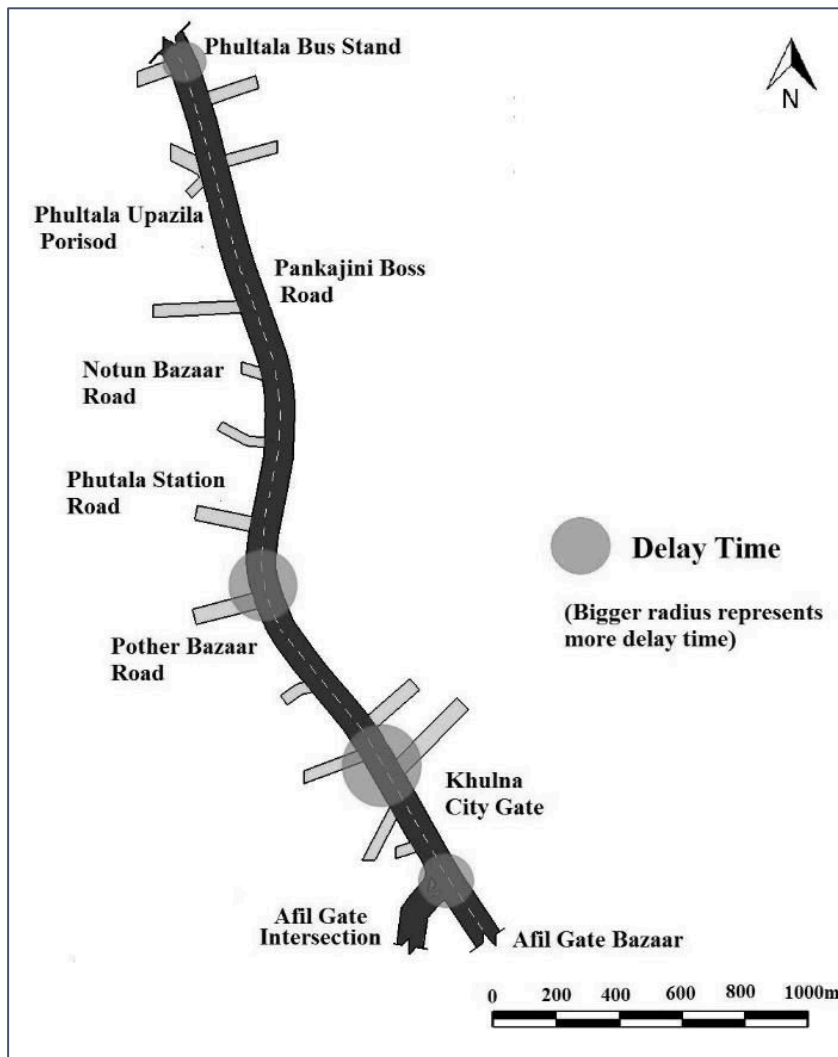 Phultala Bus Stand
N
Phultala Upazila
Porisod
Pankajini Boss
Road
Notun Bazaar
Road
Phutala Station
Road
Delay Time
(Bigger radius represents
more delay time)
Pother Bazaar
Road
Khulna
City Gate
Afil Gate
Intersection
Afil Gate Bazaar
0 200 400 600 800 1000m